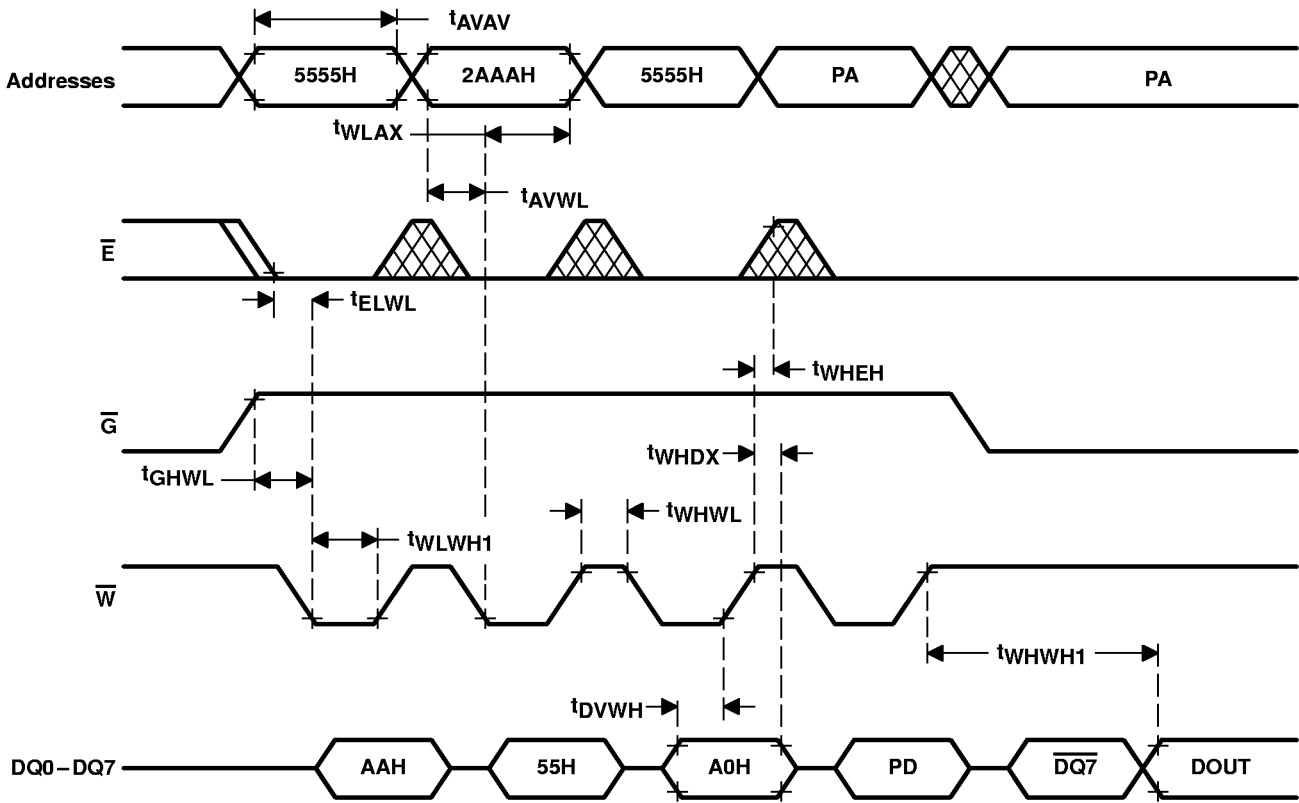 tAVAV
Addresses 5555H 2AAAH 5555H PA PA
tWLAX
tAVWL
E̅
tELWL
tWHEH
G̅
tWHDX
tGHWL
tWHWL
tWLWH1
W̅
tWHWH1
tDVWH
DQ0–DQ7 AAH 55H A0H PD D̅Q̅7̅ DOUT